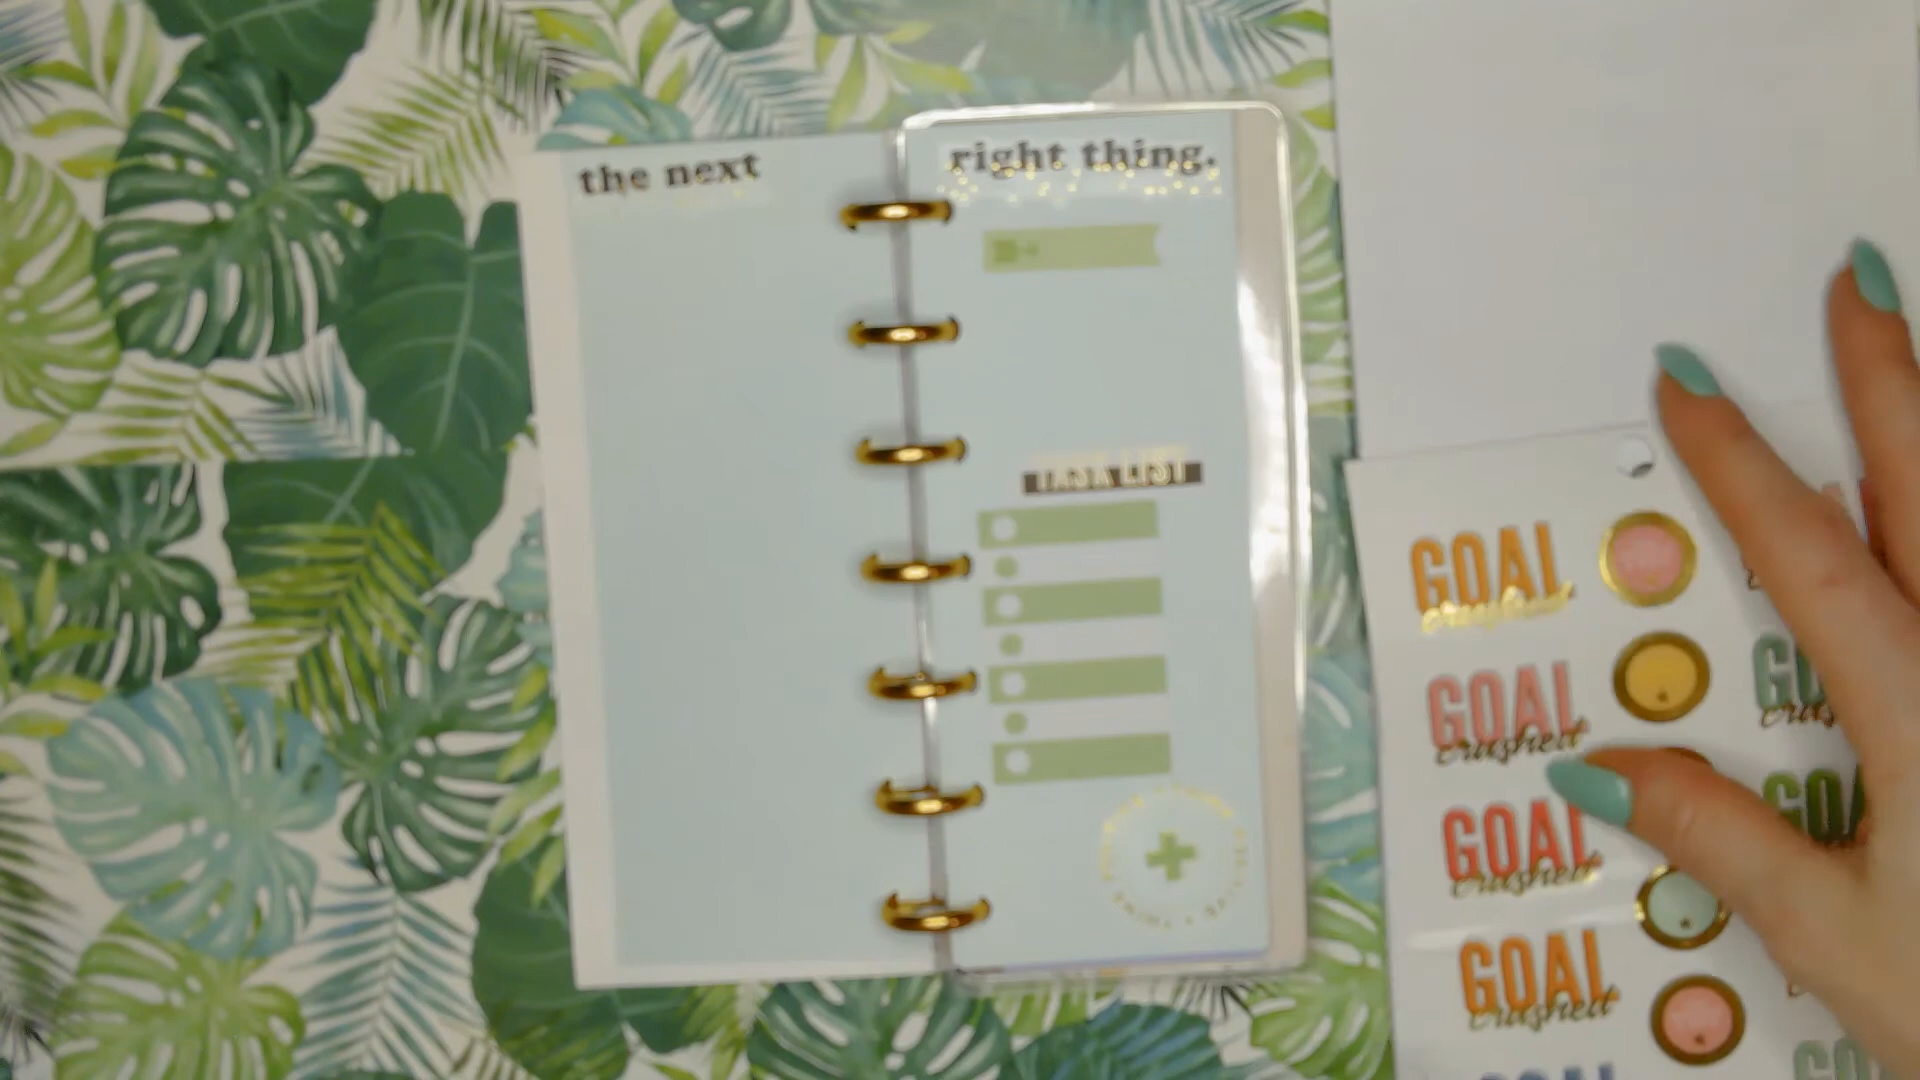 the next
right thing.
TASK LIST
GOAL
crushed
GOAL
crushed
GOAL
crushed
GOAL
crushed